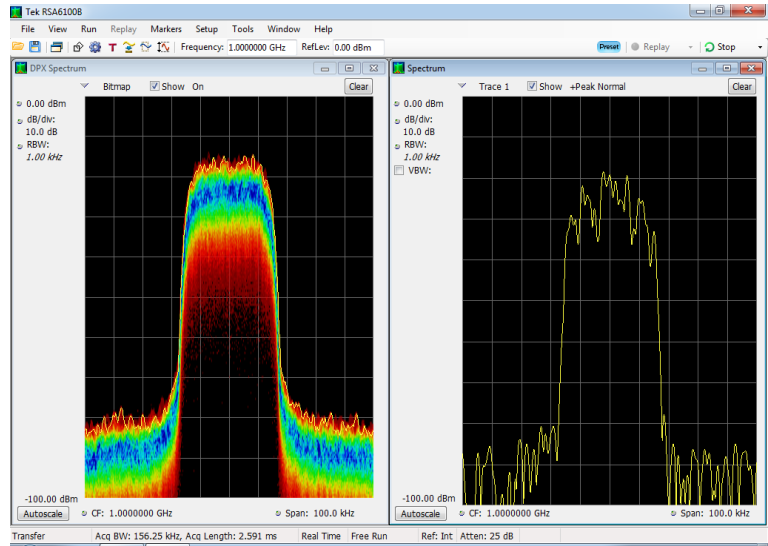 Tek RSA6100B
File View Run Replay Markers Setup Tools Window Help
T Frequency: 1.0000000 GHz RefLev: 0.00 dBm Preset Replay Stop
DPX Spectrum
Bitmap Show On Clear
0.00 dBm
dB/div:
10.0 dB
RBW:
1.00 kHz
-100.00 dBm
Autoscale CF: 1.0000000 GHz Span: 100.0 kHz
Spectrum
Trace 1 Show +Peak Normal Clear
0.00 dBm
dB/div:
10.0 dB
RBW:
1.00 kHz
VBW:
-100.00 dBm
Autoscale CF: 1.0000000 GHz Span: 100.0 kHz
Transfer Acq BW: 156.25 kHz, Acq Length: 2.591 ms Real Time Free Run Ref: Int Atten: 25 dB